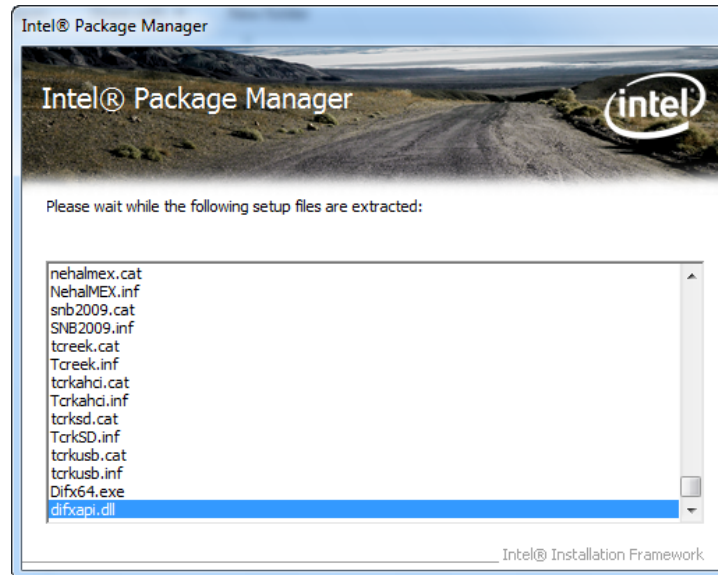 Intel® Package Manager
Intel® Package Manager
intel
Please wait while the following setup files are extracted:
nehalmex.cat
NehalMEX.inf
snb2009.cat
SNB2009.inf
tcreek.cat
Tcreek.inf
tcrkahci.cat
Tcrkahci.inf
tcrksd.cat
TcrkSD.inf
tcrkusb.cat
tcrkusb.inf
Difx64.exe
difxapi.dll
Intel® Installation Framework